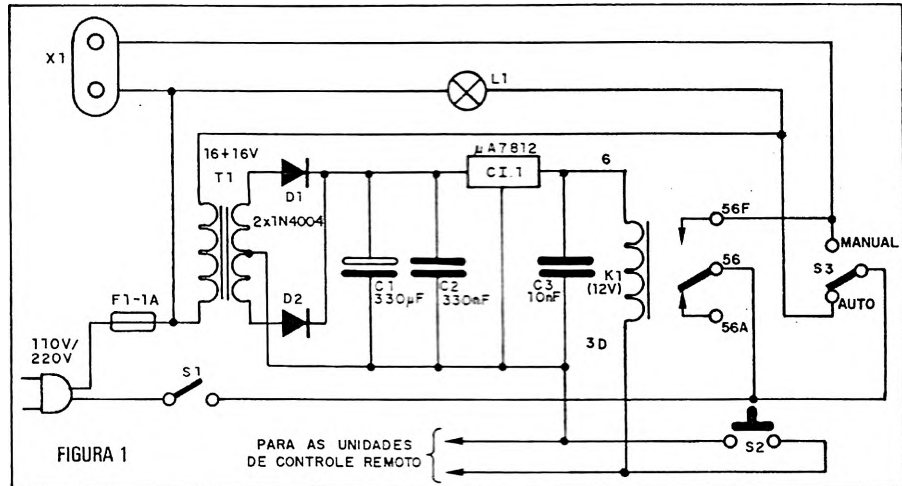 X1
L1
16+16V
T1
D1
2x1N4004
D2
µA7812
CI.1
6
C1
330µF
C2
330nF
C3
10nF
K1
(12V)
3D
56F
56
56A
MANUAL
S3
AUTO
F1-1A
110V/
220V
S1
S2
PARA AS UNIDADES
DE CONTROLE REMOTO
FIGURA 1